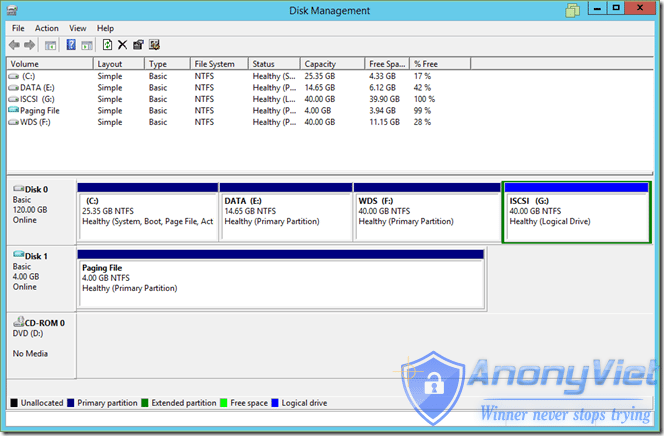 Disk Management
File Action View Help
Volume Layout Type File System Status Capacity Free Spa... % Free
(C:) Simple Basic NTFS Healthy (S... 25.35 GB 4.33 GB 17 %
DATA (E:) Simple Basic NTFS Healthy (P... 14.65 GB 6.12 GB 42 %
ISCSI (G:) Simple Basic NTFS Healthy (L... 40.00 GB 39.90 GB 100 %
Paging File Simple Basic NTFS Healthy (P... 4.00 GB 3.94 GB 99 %
WDS (F:) Simple Basic NTFS Healthy (P... 40.00 GB 11.15 GB 28 %
Disk 0
Basic
120.00 GB
Online
(C:)
25.35 GB NTFS
Healthy (System, Boot, Page File, Act
DATA (E:)
14.65 GB NTFS
Healthy (Primary Partition)
WDS (F:)
40.00 GB NTFS
Healthy (Primary Partition)
ISCSI (G:)
40.00 GB NTFS
Healthy (Logical Drive)
Disk 1
Basic
4.00 GB
Online
Paging File
4.00 GB NTFS
Healthy (Primary Partition)
CD-ROM 0
DVD (D:)
No Media
AnonyViet
Winner never stops trying
Unallocated Primary partition Extended partition Free space Logical drive